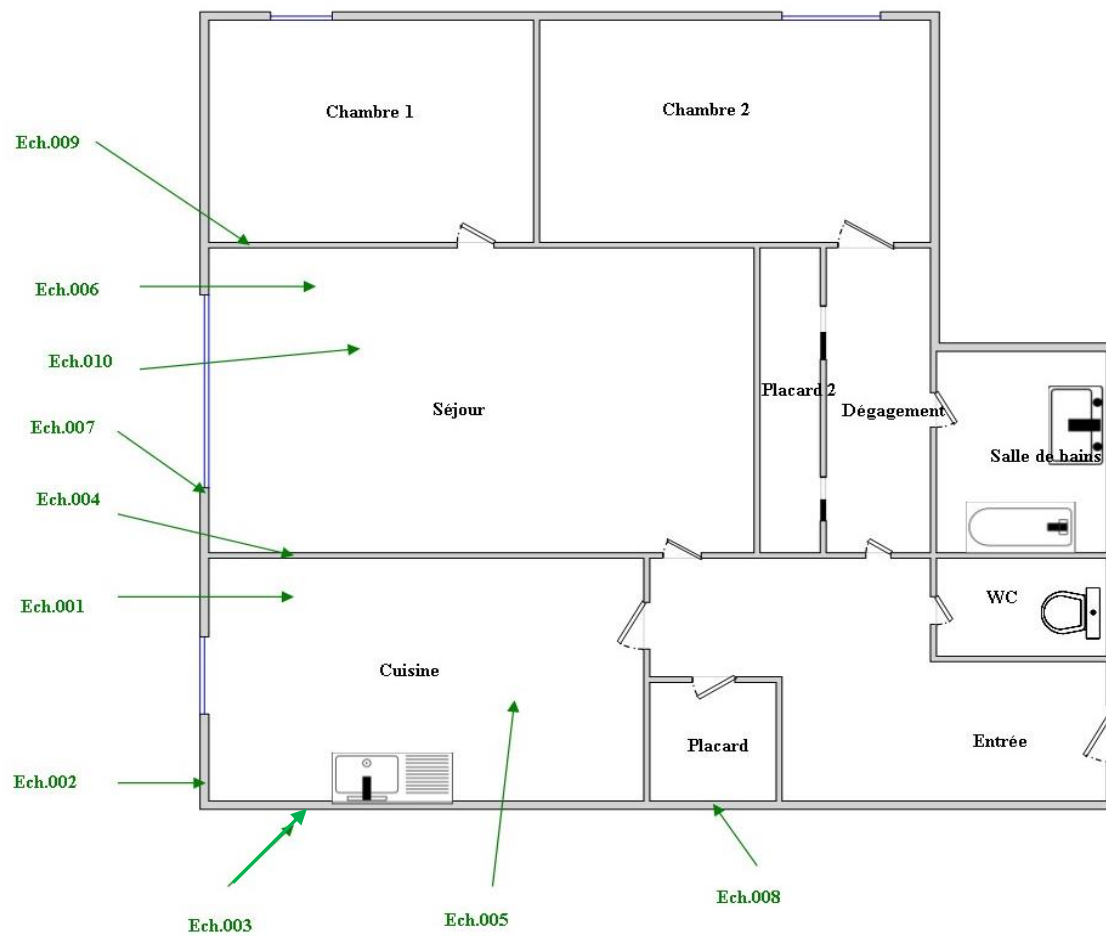 Chambre 1
Chambre 2
Ech.009
Ech.006
Ech.010
Placard 2
Séjour
Dégagement
Ech.007
Salle de bains
Ech.004
Ech.001
WC
Cuisine
Placard
Entrée
Ech.002
Ech.008
Ech.003
Ech.005